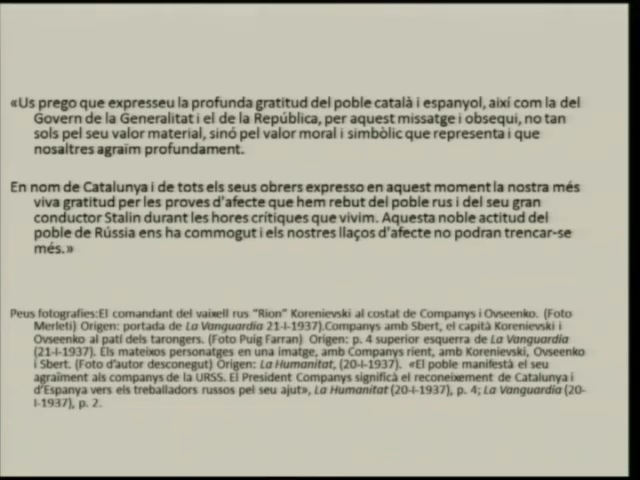 «Us prego que expresseu la profunda gratitud del poble català i espanyol, així com la del
Govern de la Generalitat i el de la República, per aquest missatge i obsequi, no tan
sols pel seu valor material, sinó pel valor moral i simbòlic que representa i que
nosaltres agraïm profundament.
En nom de Catalunya i de tots els seus obrers expresso en aquest moment la nostra més
viva gratitud per les proves d'afecte que hem rebut del poble rus i del seu gran
conductor Stalin durant les hores crítiques que vivim. Aquesta noble actitud del
poble de Rússia ens ha commogut i els nostres llaços d'afecte no podran trencar-se
més.»
Peus fotografies:El comandant del vaixell rus "Rion" Korenievski al costat de Companys i Ovseenko. (Foto
Merletí) Origen: portada de La Vanguardia 21-I-1937).Companys amb Sbert, el capità Korenievski i
Ovseenko al patí dels tarongers. (Foto Puig Farran) Origen: p. 4 superior esquerra de La Vanguardia
(21-I-1937). Els mateixos personatges en una imatge, amb Companys rient, amb Korenievski, Ovseenko
i Sbert. (Foto d'autor desconegut) Origen: La Humanitat, (20-I-1937). «El poble manifestà el seu
agraïment als companys de la URSS. El President Companys significà el reconeixement de Catalunya i
d'Espanya vers els treballadors russos pel seu ajut», La Humanitat (20-I-1937), p. 4; La Vanguardia (20-
I-1937), p. 2.